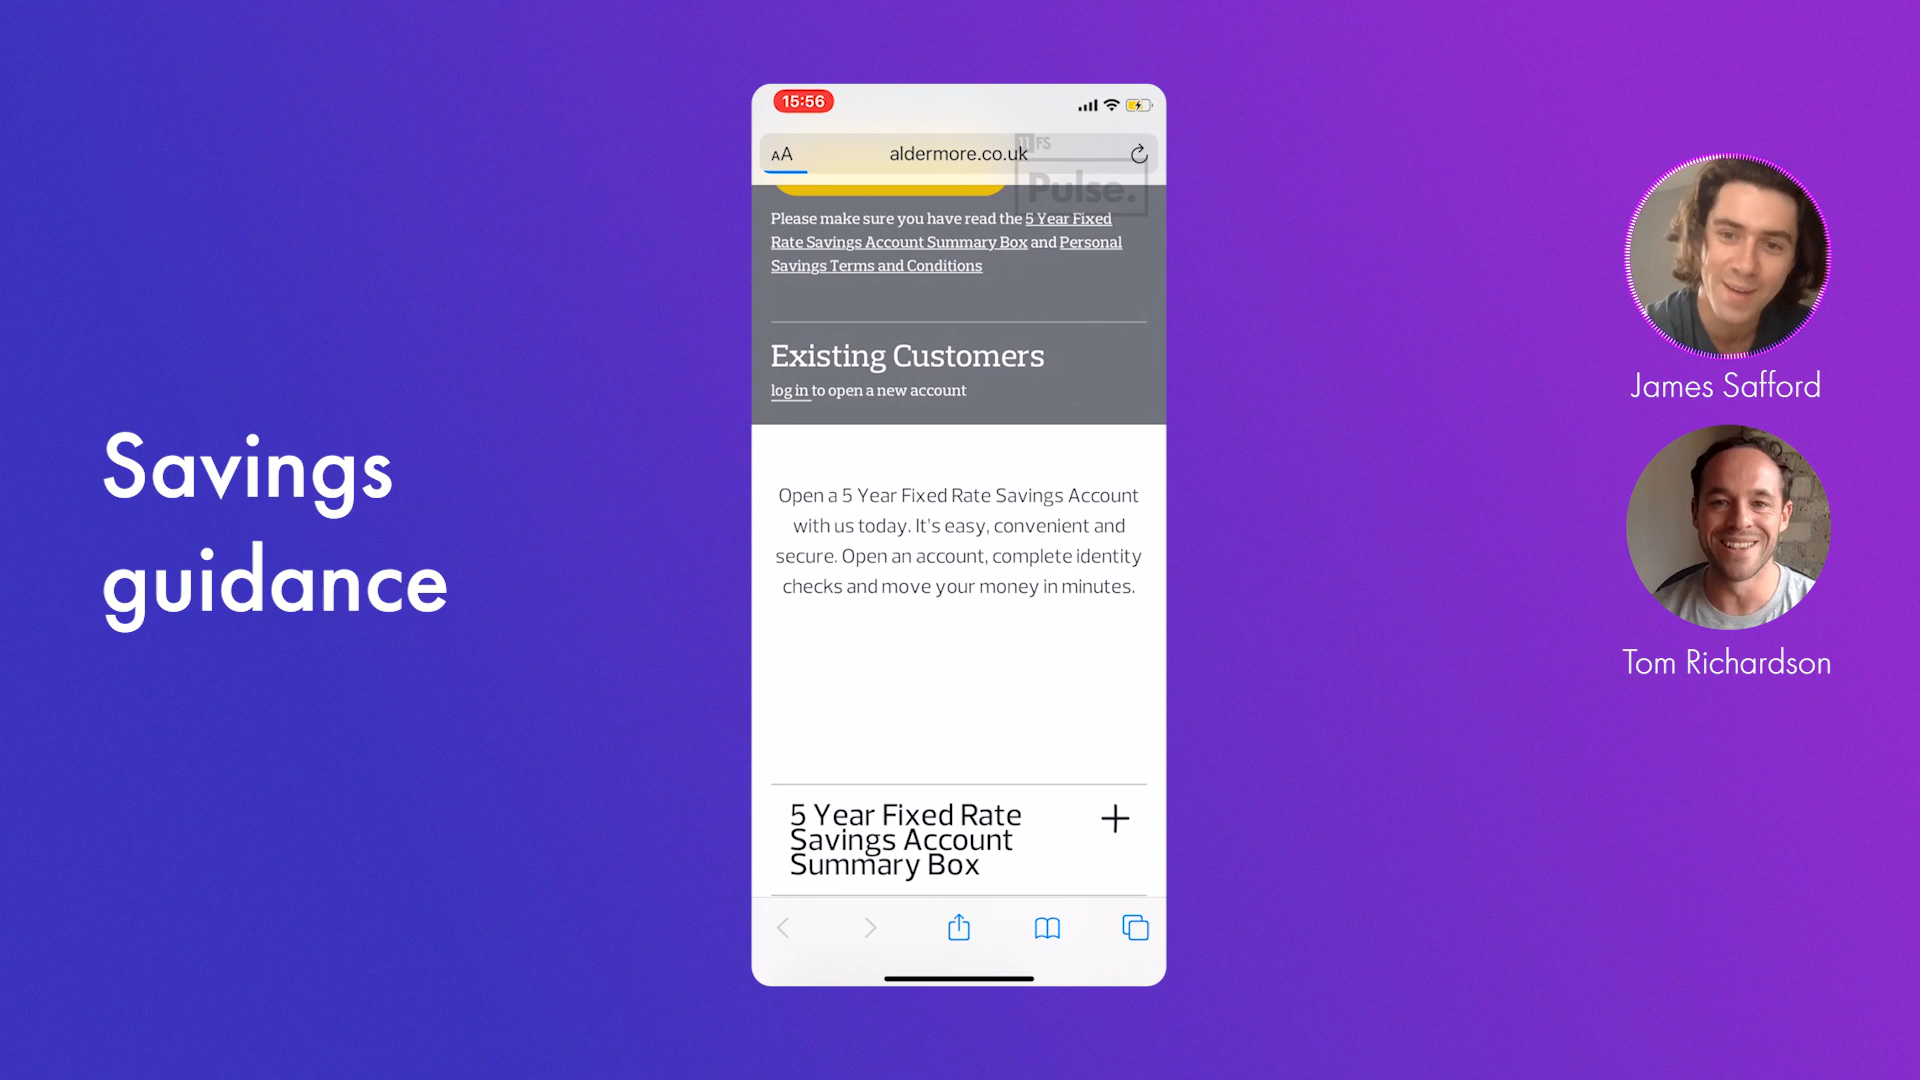 Savings
guidance
15:56
AA
aldermore.co.uk
11FS
Pulse.
Please make sure you have read the 5 Year Fixed
Rate Savings Account Summary Box and Personal
Savings Terms and Conditions
Existing Customers
log in to open a new account
Open a 5 Year Fixed Rate Savings Account
with us today. It's easy, convenient and
secure. Open an account, complete identity
checks and move your money in minutes.
5 Year Fixed Rate
Savings Account
Summary Box
James Safford
Tom Richardson